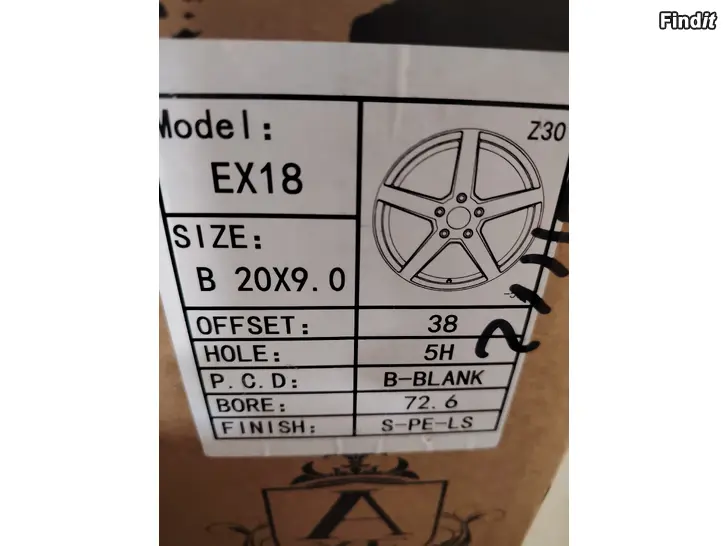 Findit
Model:
EX18
Z30
SIZE:
B 20X9.0
OFFSET: 38
HOLE: 5H
P.C.D: B-BLANK
BORE: 72.6
FINISH: S-PE-LS
A